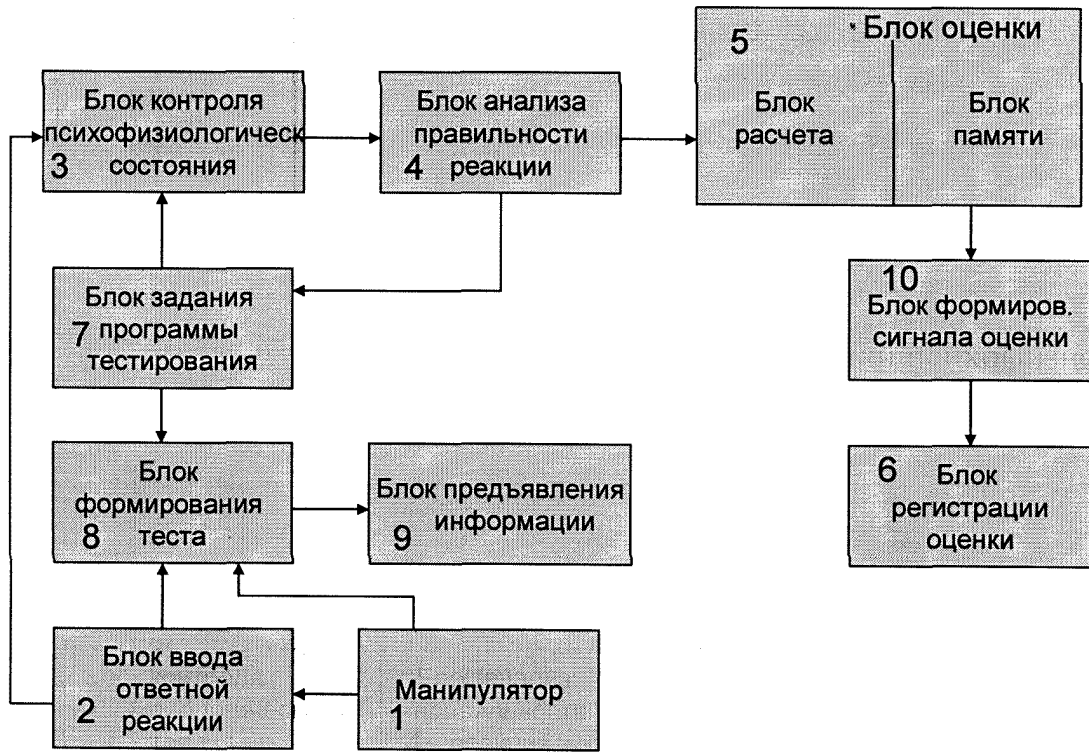 5
Блок оценки
Блок
расчета
Блок
памяти
Блок контроля
психофизиологическ
состояния
3
Блок анализа
правильности
реакции
4
Блок задания
программы
тестирования
7
10
Блок формиров.
сигнала оценки
Блок
формирования
теста
8
Блок предъявления
информации
9
6
Блок
регистрации
оценки
Блок ввода
ответной
реакции
2
Манипулятор
1